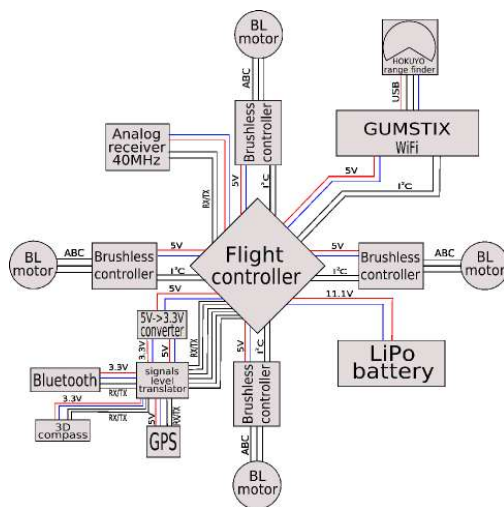 BL
motor
HOKUYO
range finder
ABC
USB
Analog
receiver
40MHz
Brushless
controller
GUMSTIX
WiFi
5V
I²C
RX/TX
5V
I²C
Flight
controller
BL
motor
ABC
Brushless
controller
5V
I²C
5V
I²C
Brushless
controller
ABC
BL
motor
5V
11.1V
5V->3.3V
converter
RX/TX
5V
I²C
LiPo
battery
3.3V
5V
Bluetooth
3.3V
RX/TX
signals
level
translator
Brushless
controller
3.3V
3D
compass
RX/TX
5V
RX/TX
GPS
ABC
BL
motor